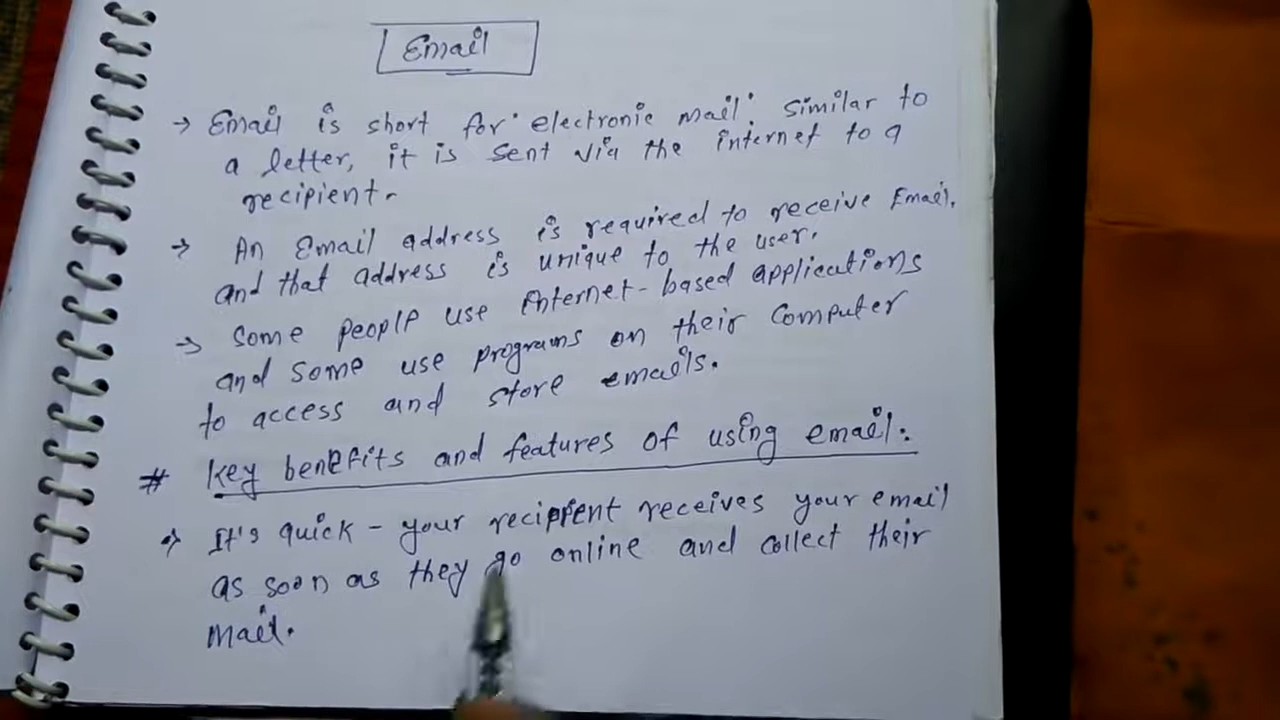 Email
→ Email is short for 'electronic mail'. Similar to
a letter, it is sent via the internet to a
recipient.
→ An Email address is required to receive Email,
and that address is unique to the user.
→ Some people use internet-based applications
and some use programs on their computer
to access and store emails.
# Key benefits and features of using email:
→ It's quick - your recipient receives your email
as soon as they go online and collect their
mail.